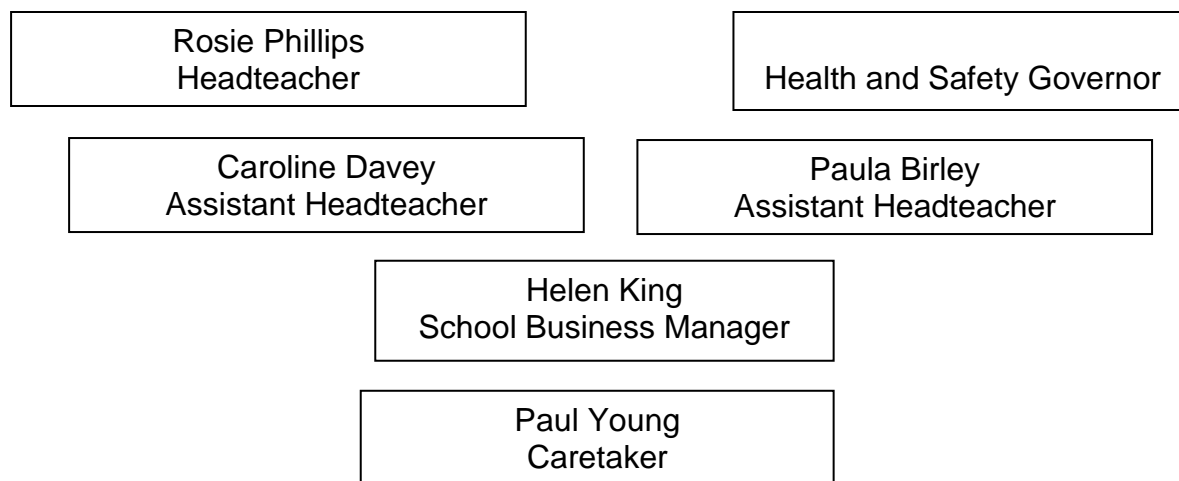 Rosie Phillips
Headteacher
Health and Safety Governor
Caroline Davey
Assistant Headteacher
Paula Birley
Assistant Headteacher
Helen King
School Business Manager
Paul Young
Caretaker